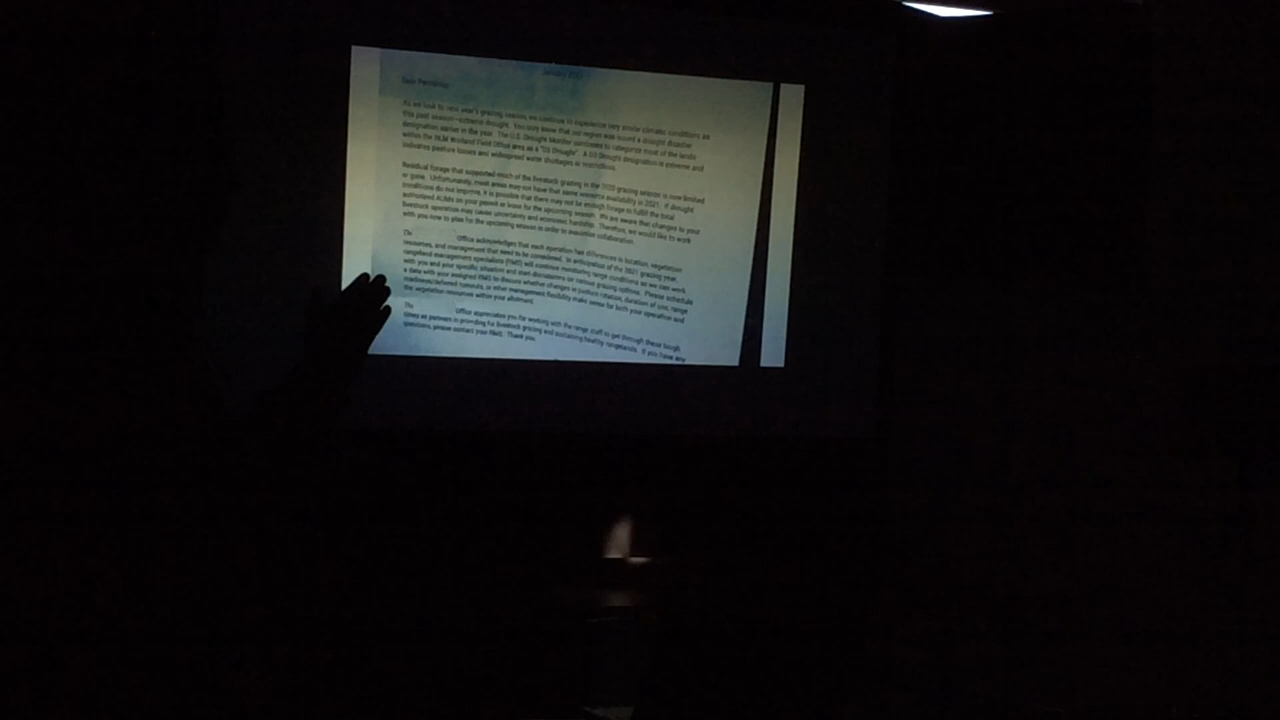 January 2021
Dear Permittee:
As we look to next year's grazing season, we continue to experience very similar climatic conditions as
this past season—extreme drought. You may know that our region was issued a drought disaster
designation earlier in the year. The U.S. Drought Monitor continues to categorize most of the lands
within the BLM Worland Field Office area as a "D3 Drought". A D3 Drought designation is extreme and
indicates pasture losses and widespread water shortages or restrictions.
Residual forage that supported much of the livestock grazing in the 2020 grazing season is now limited
or gone. Unfortunately, most areas may not have that same resource availability in 2021. If drought
conditions do not improve, it is possible that there may not be enough forage to fulfill the total
authorized AUMs on your permit or lease for the upcoming season. We are aware that changes to your
livestock operation may cause uncertainty and economic hardship. Therefore, we would like to work
with you now to plan for the upcoming season in order to maximize collaboration.
The Office acknowledges that each operation has differences in location, vegetation
resources, and management that need to be considered. In anticipation of the 2021 grazing year,
rangeland management specialists (RMS) will continue monitoring range conditions so we can work
with you and your specific situation and start discussions on various grazing options. Please schedule
a date with your assigned RMS to discuss whether changes in pasture rotation, duration of use, range
readiness/deferred turnouts, or other management flexibility make sense for both your operation and
the vegetation resources within your allotment.
The Office appreciates you for working with the range staff to get through these tough
times as partners in providing for livestock grazing and sustaining healthy rangelands. If you have any
questions, please contact your RMS. Thank you.